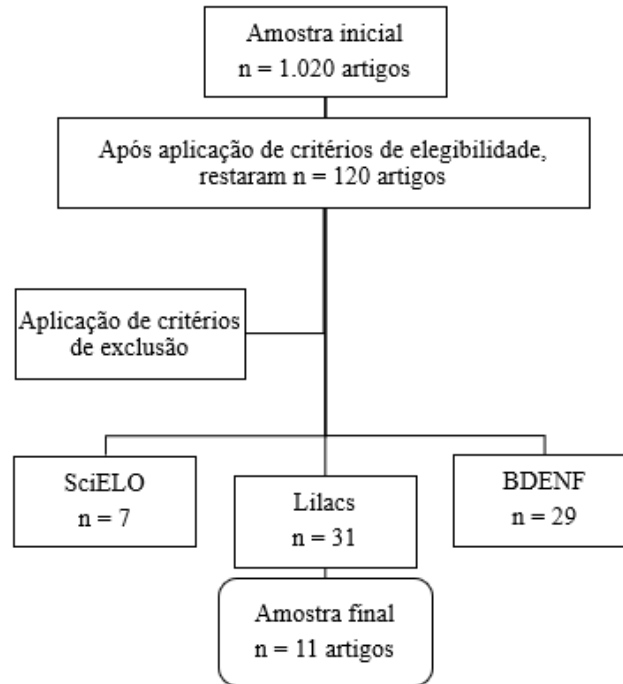 Amostra inicial
n = 1.020 artigos
Após aplicação de critérios de elegibilidade,
restaram n = 120 artigos
Aplicação de critérios
de exclusão
SciELO
n = 7
Lilacs
n = 31
BDENF
n = 29
Amostra final
n = 11 artigos